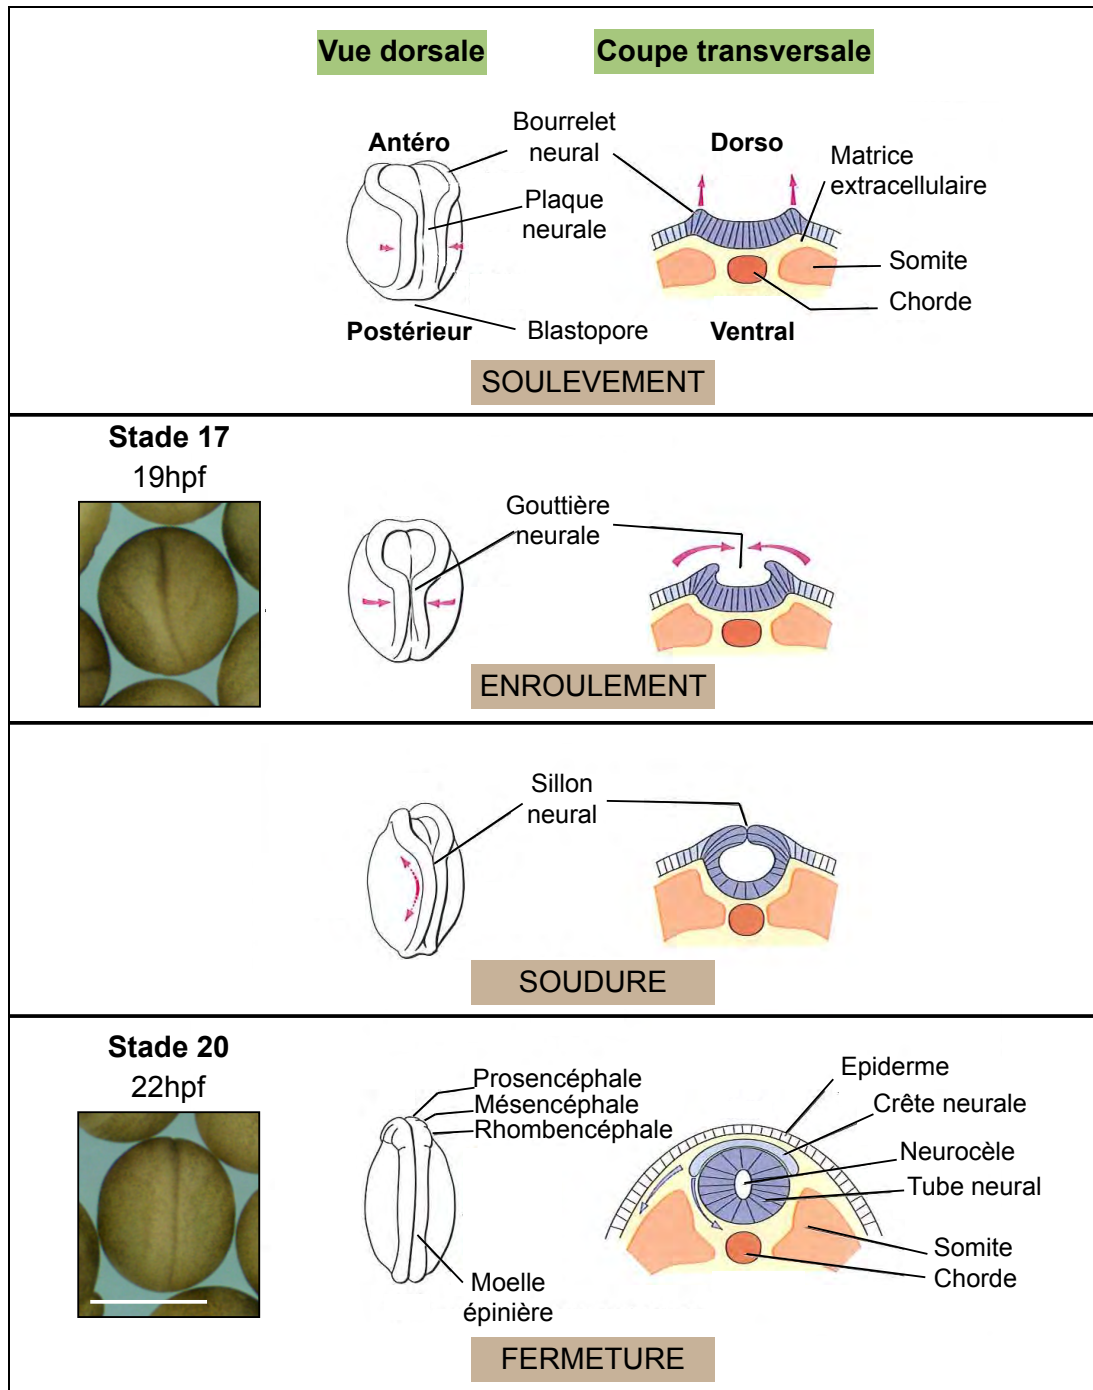 Vue dorsale
Coupe transversale
Antéro
Bourrelet
neural
Dorso
Matrice
extracellulaire
Plaque
neurale
Somite
Chorde
Postérieur
Blastopore
Ventral
SOULEVEMENT
Stade 17
19hpf
Gouttière
neurale
ENROULEMENT
Sillon
neural
SOUDURE
Stade 20
22hpf
Prosencéphale
Mésencéphale
Rhombencéphale
Epiderme
Crête neurale
Neurocèle
Tube neural
Somite
Chorde
Moelle
épinière
FERMETURE